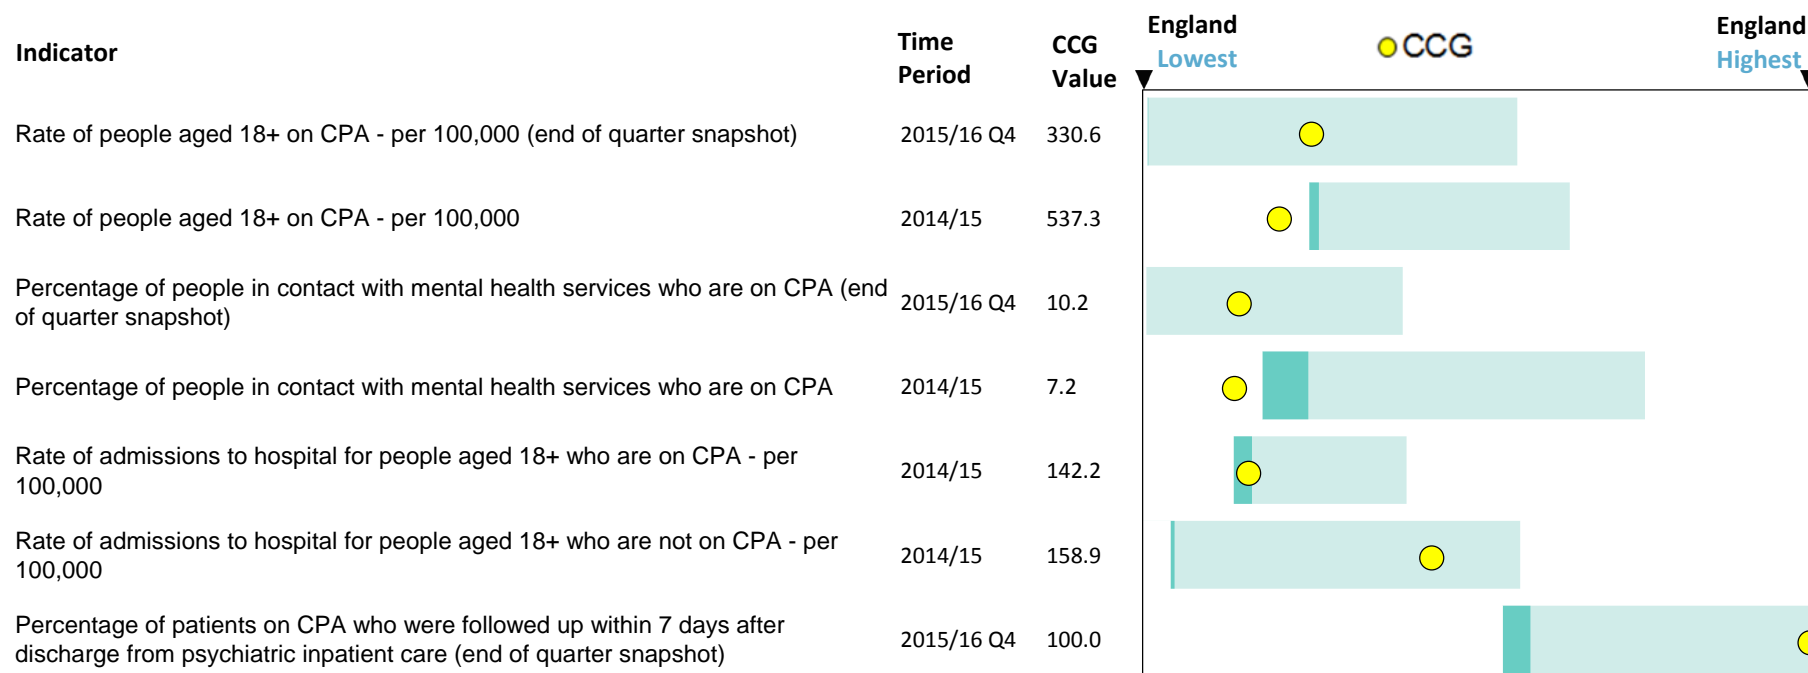 Indicator
Time Period
CCG Value
England Lowest
CCG
England Highest
Rate of people aged 18+ on CPA - per 100,000 (end of quarter snapshot) 2015/16 Q4 330.6
Rate of people aged 18+ on CPA - per 100,000 2014/15 537.3
Percentage of people in contact with mental health services who are on CPA (end
of quarter snapshot) 2015/16 Q4 10.2
Percentage of people in contact with mental health services who are on CPA 2014/15 7.2
Rate of admissions to hospital for people aged 18+ who are on CPA - per
100,000 2014/15 142.2
Rate of admissions to hospital for people aged 18+ who are not on CPA - per
100,000 2014/15 158.9
Percentage of patients on CPA who were followed up within 7 days after
discharge from psychiatric inpatient care (end of quarter snapshot) 2015/16 Q4 100.0